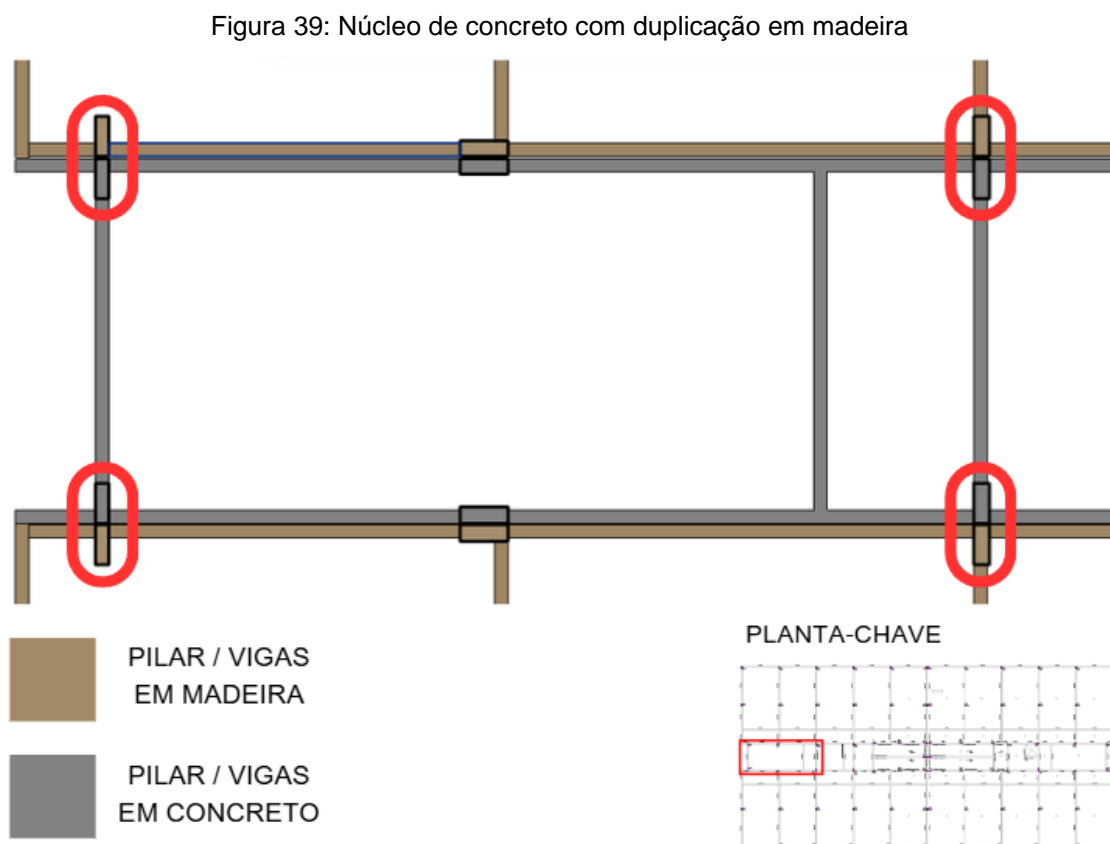 Figura 39: Núcleo de concreto com duplicação em madeira
PILAR / VIGAS
EM MADEIRA
PILAR / VIGAS
EM CONCRETO
PLANTA-CHAVE